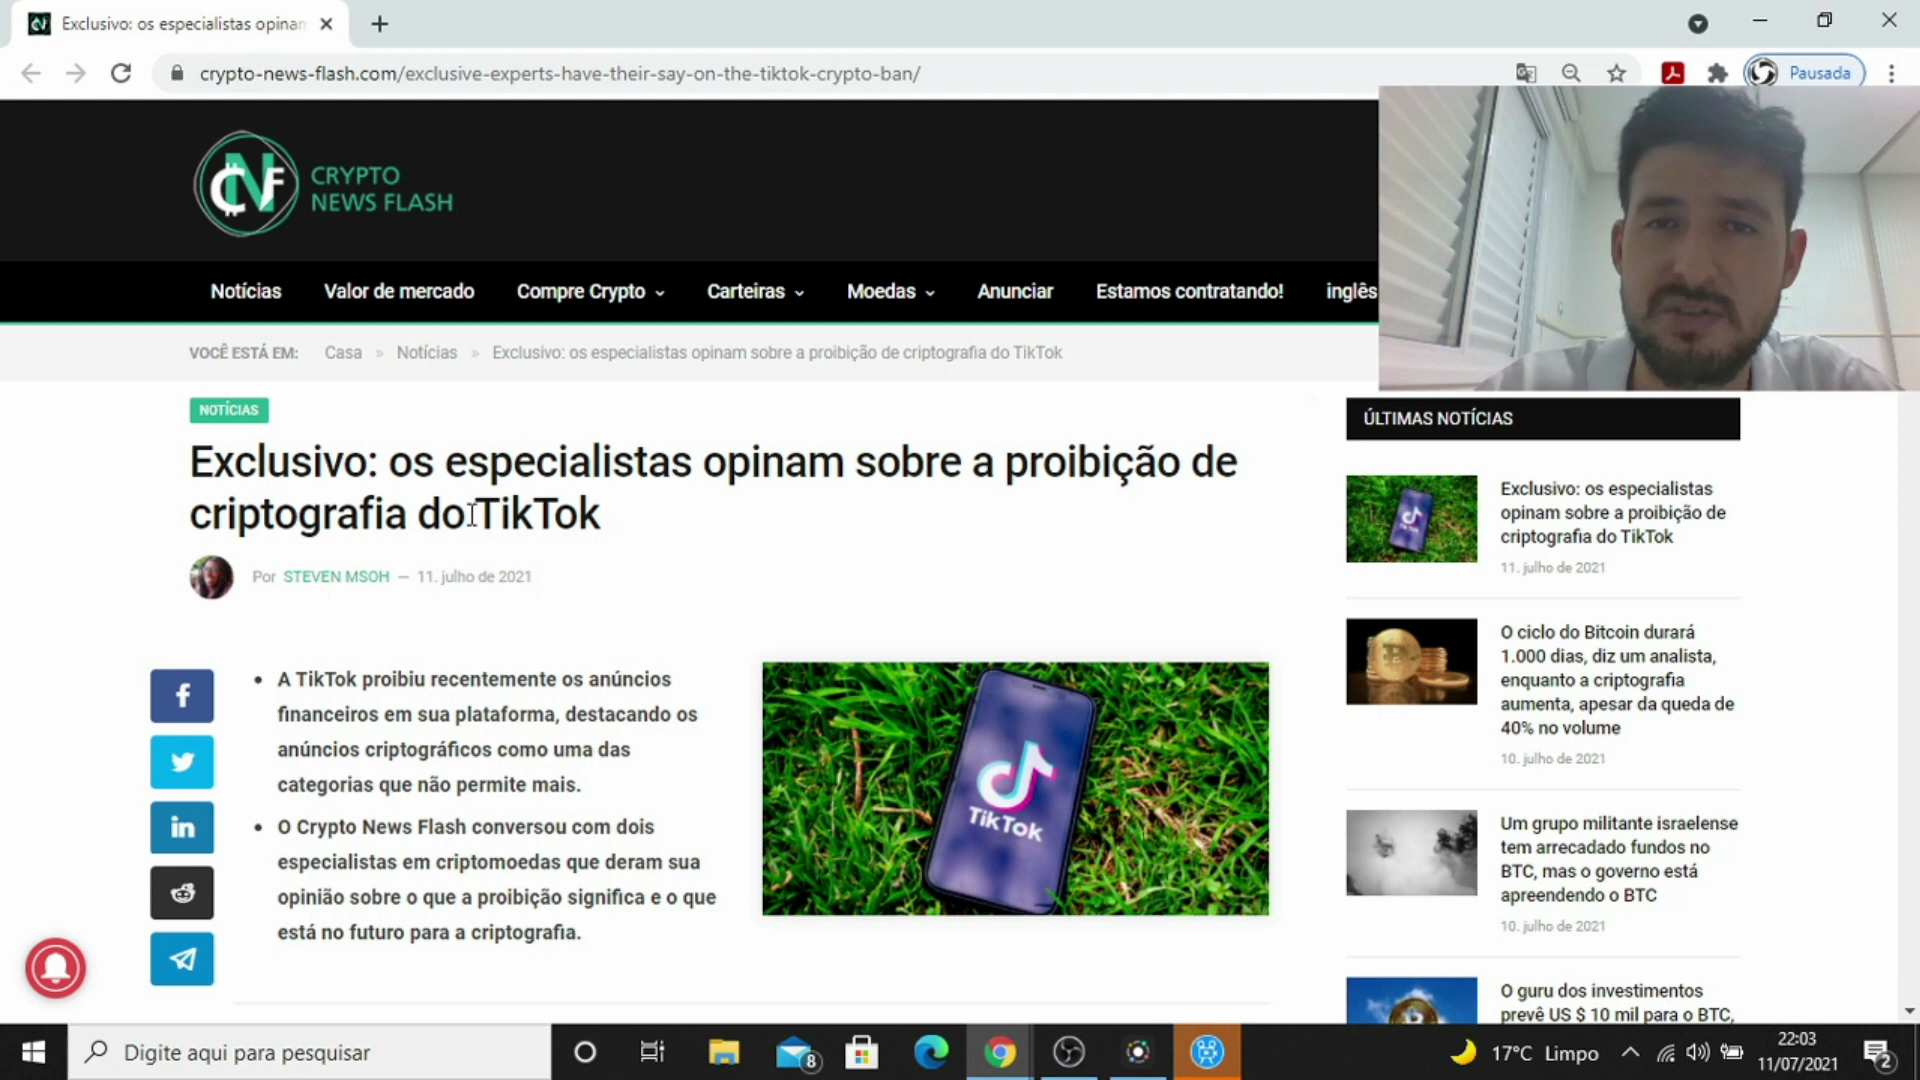 Exclusivo: os especialistas opinam
crypto-news-flash.com/exclusive-experts-have-their-say-on-the-tiktok-crypto-ban/
Pausada
CNF
CRYPTO
NEWS FLASH
Notícias Valor de mercado Compre Crypto Carteiras Moedas Anunciar Estamos contratando! inglês
VOCÊ ESTÁ EM: Casa » Notícias » Exclusivo: os especialistas opinam sobre a proibição de criptografia do TikTok
NOTÍCIAS
Exclusivo: os especialistas opinam sobre a proibição de
criptografia do TikTok
Por STEVEN MSOH — 11. julho de 2021
A TikTok proibiu recentemente os anúncios
financeiros em sua plataforma, destacando os
anúncios criptográficos como uma das
categorias que não permite mais.
O Crypto News Flash conversou com dois
especialistas em criptomoedas que deram sua
opinião sobre o que a proibição significa e o que
está no futuro para a criptografia.
TikTok
ÚLTIMAS NOTÍCIAS
Exclusivo: os especialistas
opinam sobre a proibição de
criptografia do TikTok
11. julho de 2021
O ciclo do Bitcoin durará
1.000 dias, diz um analista,
enquanto a criptografia
aumenta, apesar da queda de
40% no volume
10. julho de 2021
Um grupo militante israelense
tem arrecadado fundos no
BTC, mas o governo está
apreendendo o BTC
10. julho de 2021
O guru dos investimentos
prevê US $ 10 mil para o BTC,
Digite aqui para pesquisar
8
17°C Limpo
22:03
11/07/2021
2